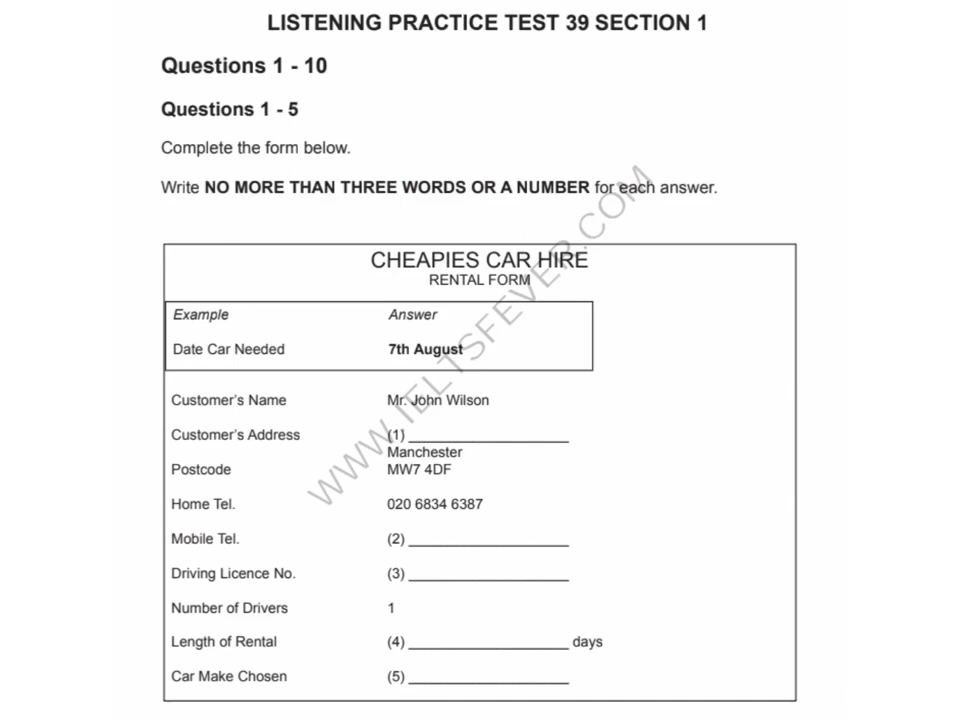 LISTENING PRACTICE TEST 39 SECTION 1
Questions 1 - 10
Questions 1 - 5
Complete the form below.
Write NO MORE THAN THREE WORDS OR A NUMBER for each answer.
CHEAPIES CAR HIRE
RENTAL FORM
Example Answer
Date Car Needed 7th August
Customer's Name Mr. John Wilson
Customer's Address (1) ____________________
Manchester
Postcode MW7 4DF
Home Tel. 020 6834 6387
Mobile Tel. (2) ____________________
Driving Licence No. (3) ____________________
Number of Drivers 1
Length of Rental (4) ____________________ days
Car Make Chosen (5) ____________________
WWW.IELTSFEVER.COM